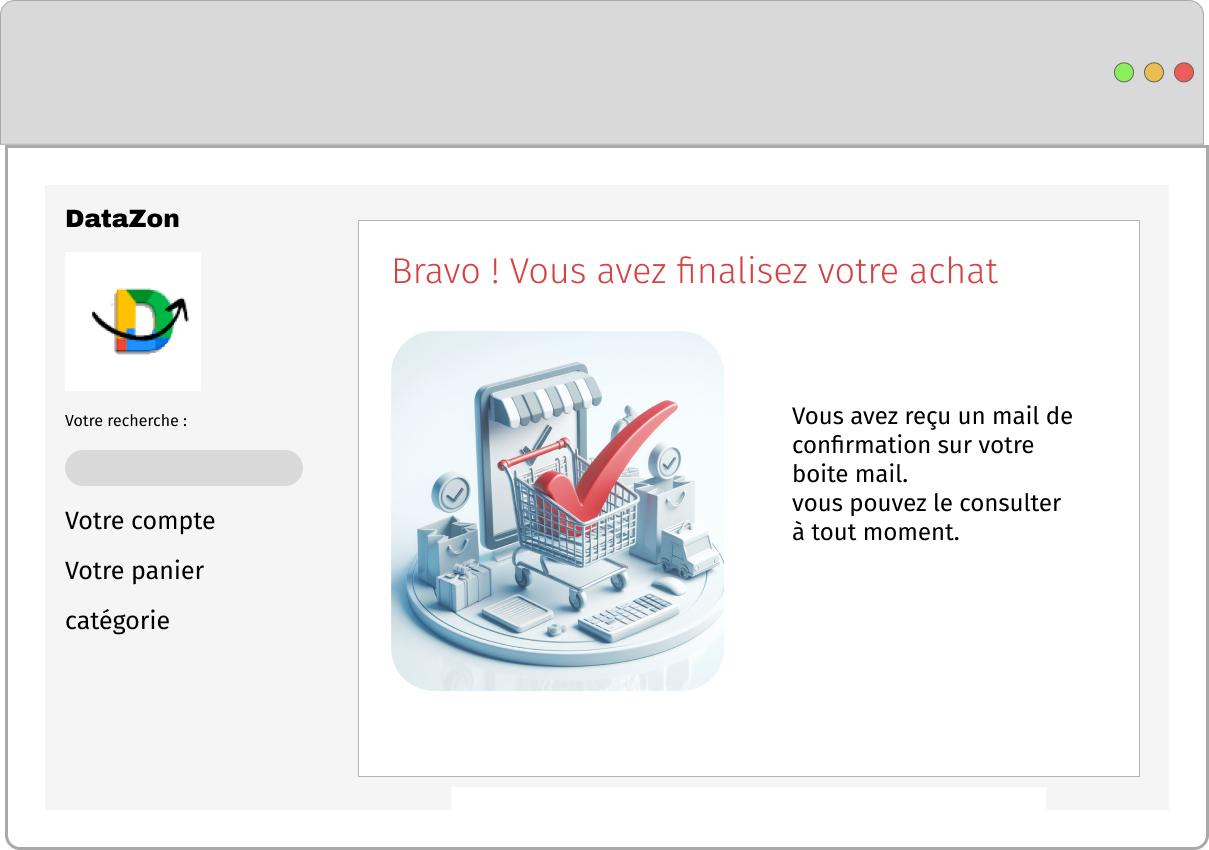 DataZon
Votre recherche :
Votre compte
Votre panier
catégorie
Bravo ! Vous avez finalisez votre achat
Vous avez reçu un mail de
confirmation sur votre
boite mail.
vous pouvez le consulter
à tout moment.